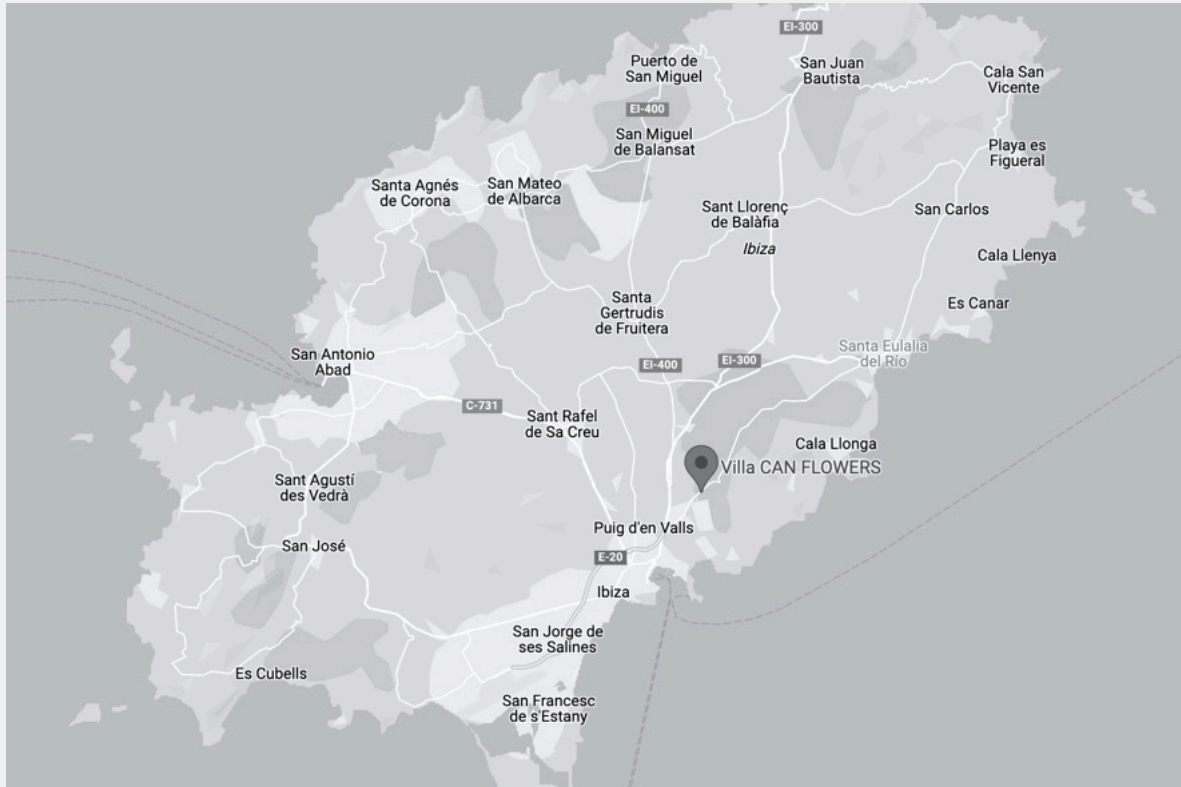 EI-300
Puerto de
San Miguel
San Juan
Bautista
Cala San
Vicente
EI-400
San Miguel
de Balansat
Playa es
Figueral
Santa Agnés
de Corona
San Mateo
de Albarca
Sant Llorenç
de Balàfia
San Carlos
Ibiza
Cala Llenya
Santa
Gertrudis
de Fruitera
Es Canar
San Antonio
Abad
EI-400
EI-300
Santa Eulalia
del Río
C-731
Sant Rafel
de Sa Creu
Cala Llonga
Villa CAN FLOWERS
Sant Agustí
des Vedrà
Puig d'en Valls
San José
E-20
Ibiza
San Jorge de
ses Salines
Es Cubells
San Francesc
de s'Estany